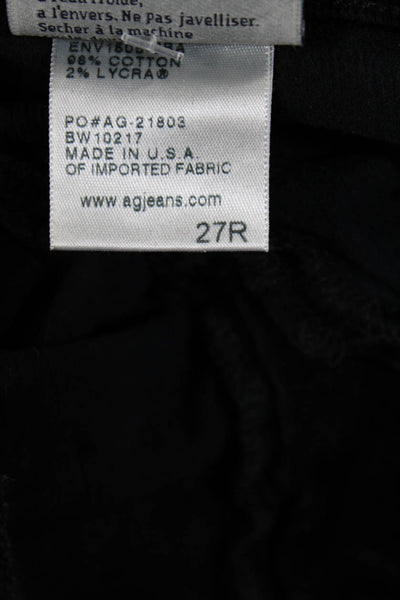 l'envers. Ne pas javelliser.
Secher à la machine
98% COTTON
2% LYCRA®
PO#AG-21803
BW10217
MADE IN U.S.A.
OF IMPORTED FABRIC
www.agjeans.com
27R